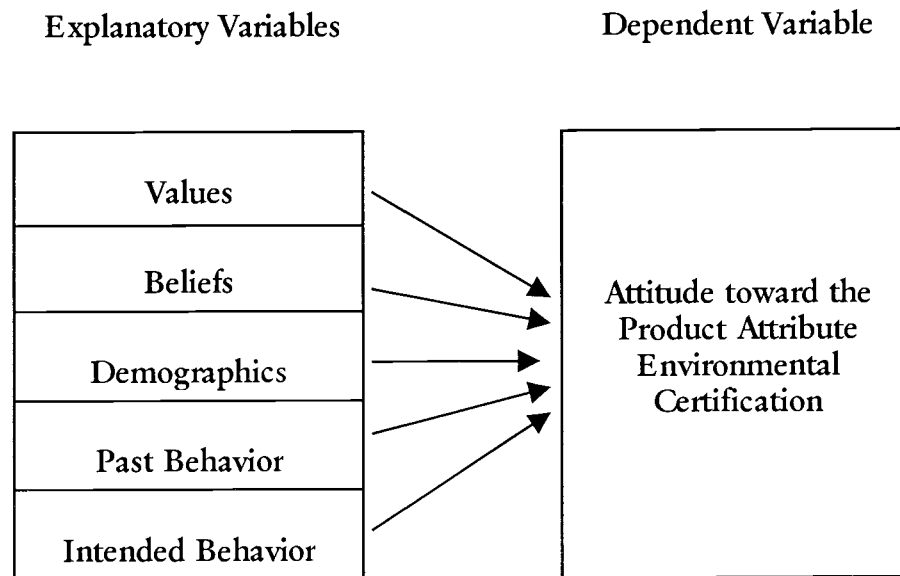 Explanatory Variables
Dependent Variable
Values
Beliefs
Demographics
Past Behavior
Intended Behavior
Attitude toward the
Product Attribute
Environmental
Certification